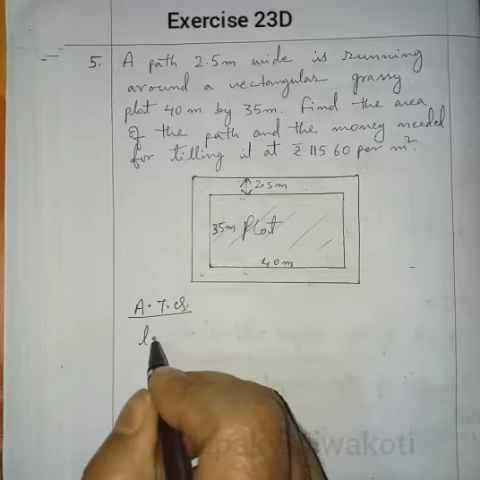 Exercise 23D
5. A path 2.5m wide is running
around a rectangular grassy
plot 40m by 35m. Find the area
of the path and the money needed
for tilling it at ₹ 115.60 per m².
2.5m
35m Plot
40m
A.T.Q.
l